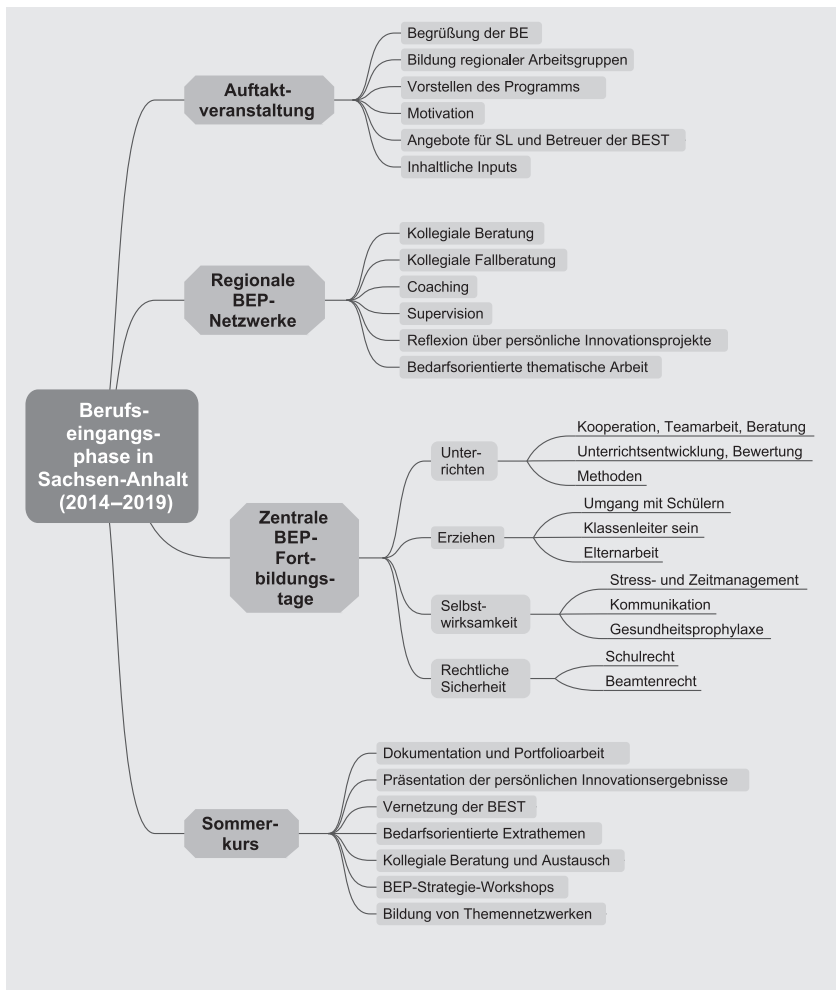 Berufs-
eingangs-
phase in
Sachsen-Anhalt
(2014–2019)
Auftakt-
veranstaltung
Begrüßung der BE
Bildung regionaler Arbeitsgruppen
Vorstellen des Programms
Motivation
Angebote für SL und Betreuer der BEST
Inhaltliche Inputs
Regionale
BEP-
Netzwerke
Kollegiale Beratung
Kollegiale Fallberatung
Coaching
Supervision
Reflexion über persönliche Innovationsprojekte
Bedarfsorientierte thematische Arbeit
Zentrale
BEP-
Fort-
bildungs-
tage
Unter-
richten
Kooperation, Teamarbeit, Beratung
Unterrichtsentwicklung, Bewertung
Methoden
Erziehen
Umgang mit Schülern
Klassenleiter sein
Elternarbeit
Selbst-
wirksamkeit
Stress- und Zeitmanagement
Kommunikation
Gesundheitsprophylaxe
Rechtliche
Sicherheit
Schulrecht
Beamtenrecht
Sommer-
kurs
Dokumentation und Portfolioarbeit
Präsentation der persönlichen Innovationsergebnisse
Vernetzung der BEST
Bedarfsorientierte Extrathemen
Kollegiale Beratung und Austausch
BEP-Strategie-Workshops
Bildung von Themennetzwerken